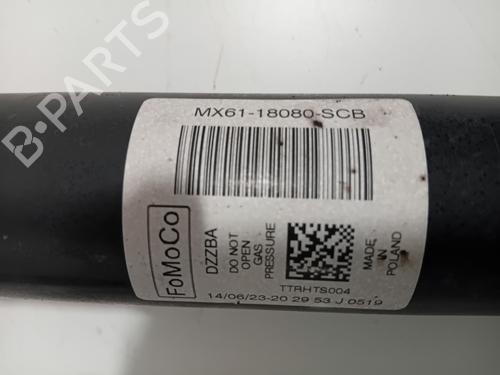 MX61-18080-SCB
FoMoCo
DZZBA
DO NOT
OPEN
GAS
PRESSURE
TTRHTS004
MADE
IN
POLAND
14/06/23-20 29 53 J.0519
B-PARTS